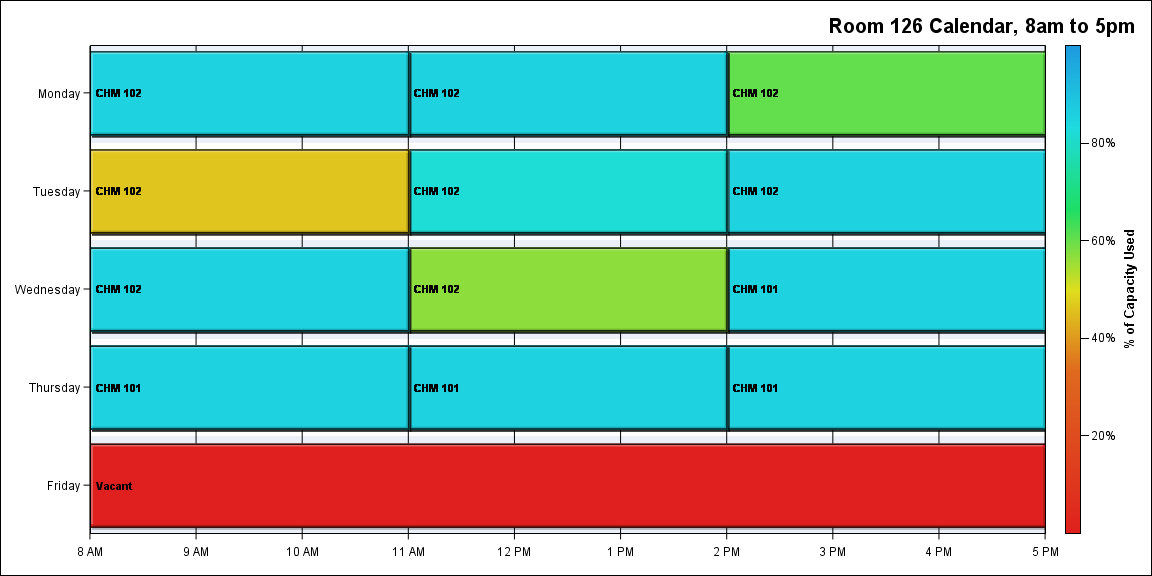 Room 126 Calendar, 8am to 5pm
Monday
CHM 102
CHM 102
CHM 102
Tuesday
CHM 102
CHM 102
CHM 102
Wednesday
CHM 102
CHM 102
CHM 101
Thursday
CHM 101
CHM 101
CHM 101
Friday
Vacant
8 AM
9 AM
10 AM
11 AM
12 PM
1 PM
2 PM
3 PM
4 PM
5 PM
80%
60%
40%
20%
% of Capacity Used